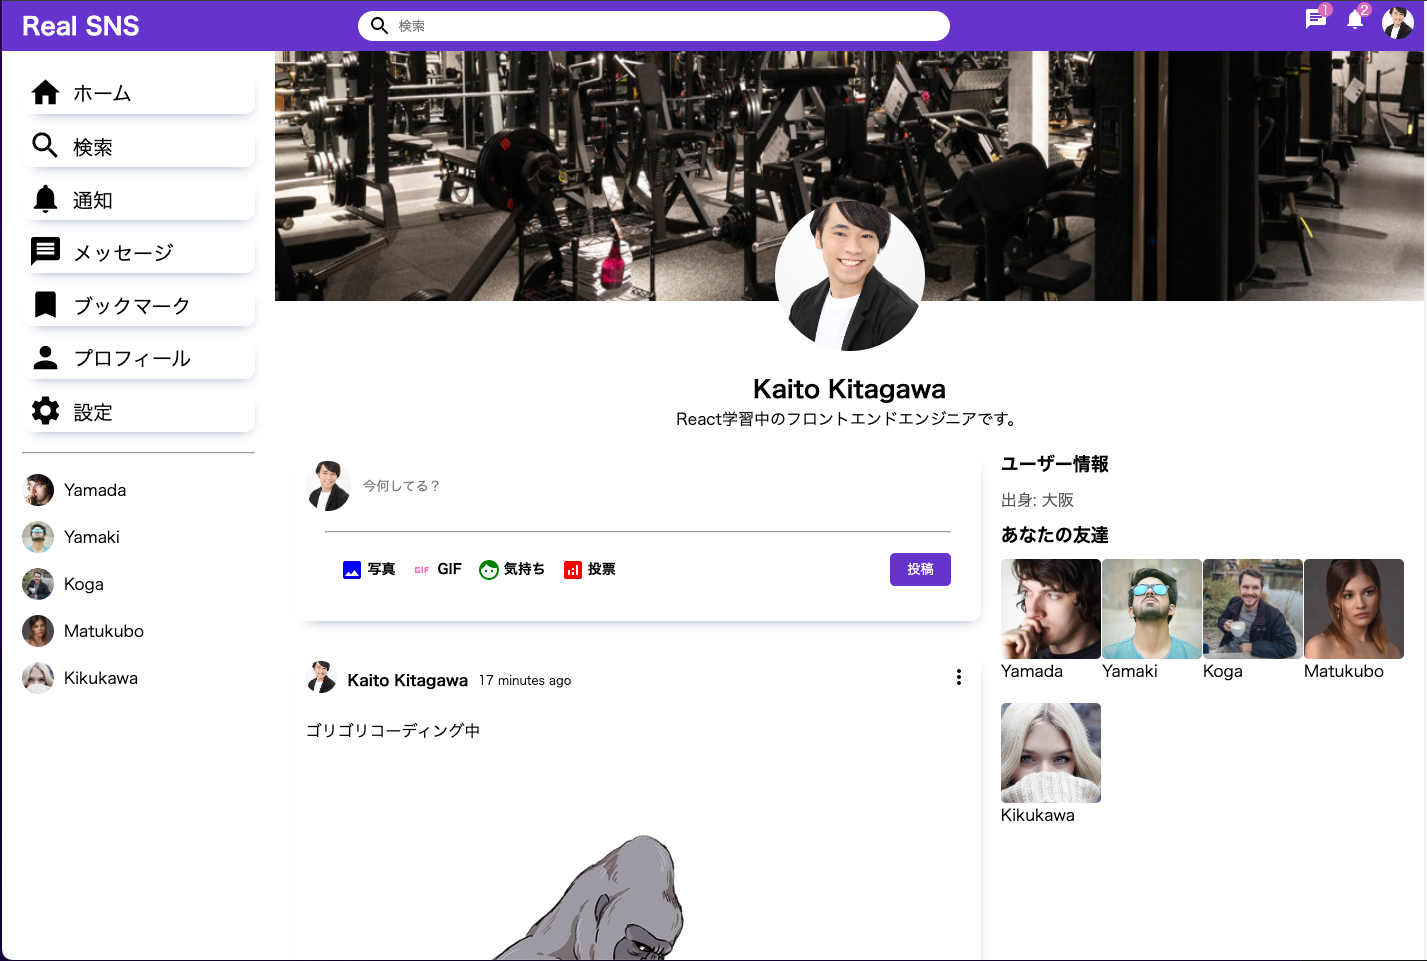 Real SNS
検索
1
2
ホーム
検索
通知
メッセージ
ブックマーク
プロフィール
設定
Yamada
Yamaki
Koga
Matukubo
Kikukawa
Kaito Kitagawa
React学習中のフロントエンドエンジニアです。
今何してる？
写真
GIF GIF
気持ち
投票
投稿
Kaito Kitagawa 17 minutes ago
ゴリゴリコーディング中
ユーザー情報
出身: 大阪
あなたの友達
Yamada
Yamaki
Koga
Matukubo
Kikukawa